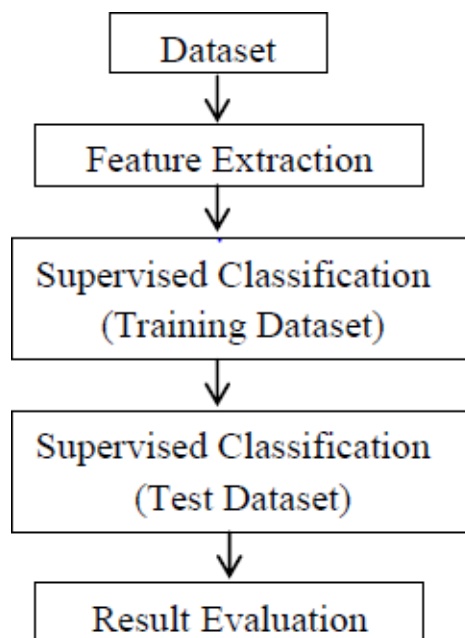 Dataset
Feature Extraction
Supervised Classification
(Training Dataset)
Supervised Classification
(Test Dataset)
Result Evaluation